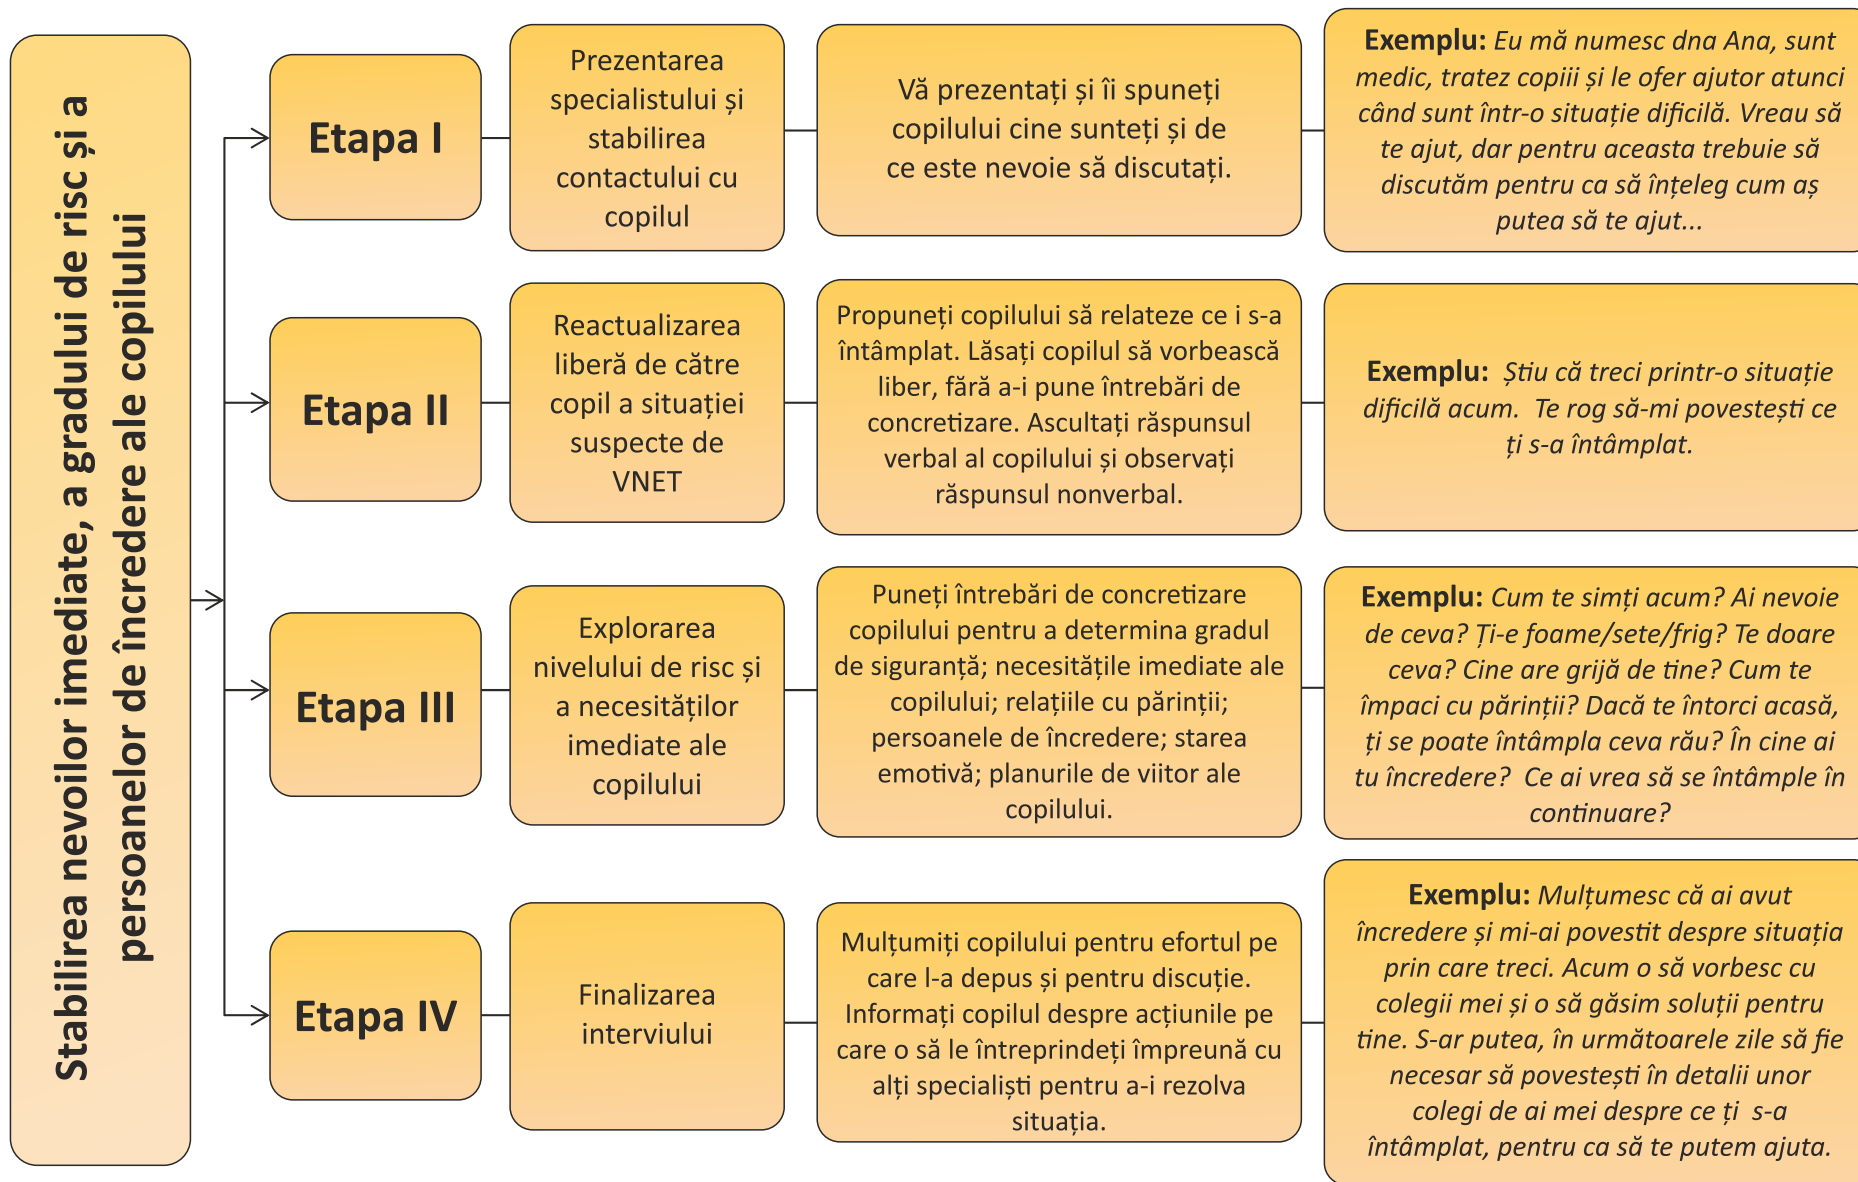 Stabilirea nevoilor imediate, a gradului de risc și a
persoanelor de încredere ale copilului
Etapa I
Prezentarea
specialistului și
stabilirea
contactului cu
copilul
Vă prezentați și îi spuneți
copilului cine sunteți și de
ce este nevoie să discutați.
Exemplu: Eu mă numesc dna Ana, sunt
medic, tratez copiii și le ofer ajutor atunci
când sunt într-o situație dificilă. Vreau să
te ajut, dar pentru aceasta trebuie să
discutăm pentru ca să înțeleg cum aș
putea să te ajut...
Etapa II
Reactualizarea
liberă de către
copil a situației
suspecte de
VNET
Propuneți copilului să relateze ce i s-a
întâmplat. Lăsați copilul să vorbească
liber, fără a-i pune întrebări de
concretizare. Ascultați răspunsul
verbal al copilului și observați
răspunsul nonverbal.
Exemplu: Știu că treci printr-o situație
dificilă acum. Te rog să-mi povestești ce
ți s-a întâmplat.
Etapa III
Explorarea
nivelului de risc și
a necesităților
imediate ale
copilului
Puneți întrebări de concretizare
copilului pentru a determina gradul
de siguranță; necesitățile imediate ale
copilului; relațiile cu părinții;
persoanele de încredere; starea
emotivă; planurile de viitor ale
copilului.
Exemplu: Cum te simți acum? Ai nevoie
de ceva? Ți-e foame/sete/frig? Te doare
ceva? Cine are grijă de tine? Cum te
împaci cu părinții? Dacă te întorci acasă,
ți se poate întâmpla ceva rău? În cine ai
tu încredere? Ce ai vrea să se întâmple în
continuare?
Etapa IV
Finalizarea
interviului
Mulțumiți copilului pentru efortul pe
care l-a depus și pentru discuție.
Informați copilul despre acțiunile pe
care o să le întreprindeți împreună cu
alți specialiști pentru a-i rezolva
situația.
Exemplu: Mulțumesc că ai avut
încredere și mi-ai povestit despre situația
prin care treci. Acum o să vorbesc cu
colegii mei și o să găsim soluții pentru
tine. S-ar putea, în următoarele zile să fie
necesar să povestești în detalii unor
colegi de ai mei despre ce ți s-a
întâmplat, pentru ca să te putem ajuta.